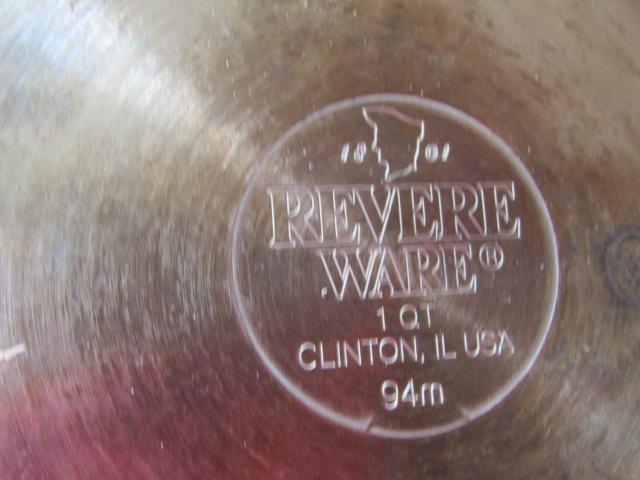 18 01
REVERE
WARE®
1 QT
CLINTON, IL USA
94m